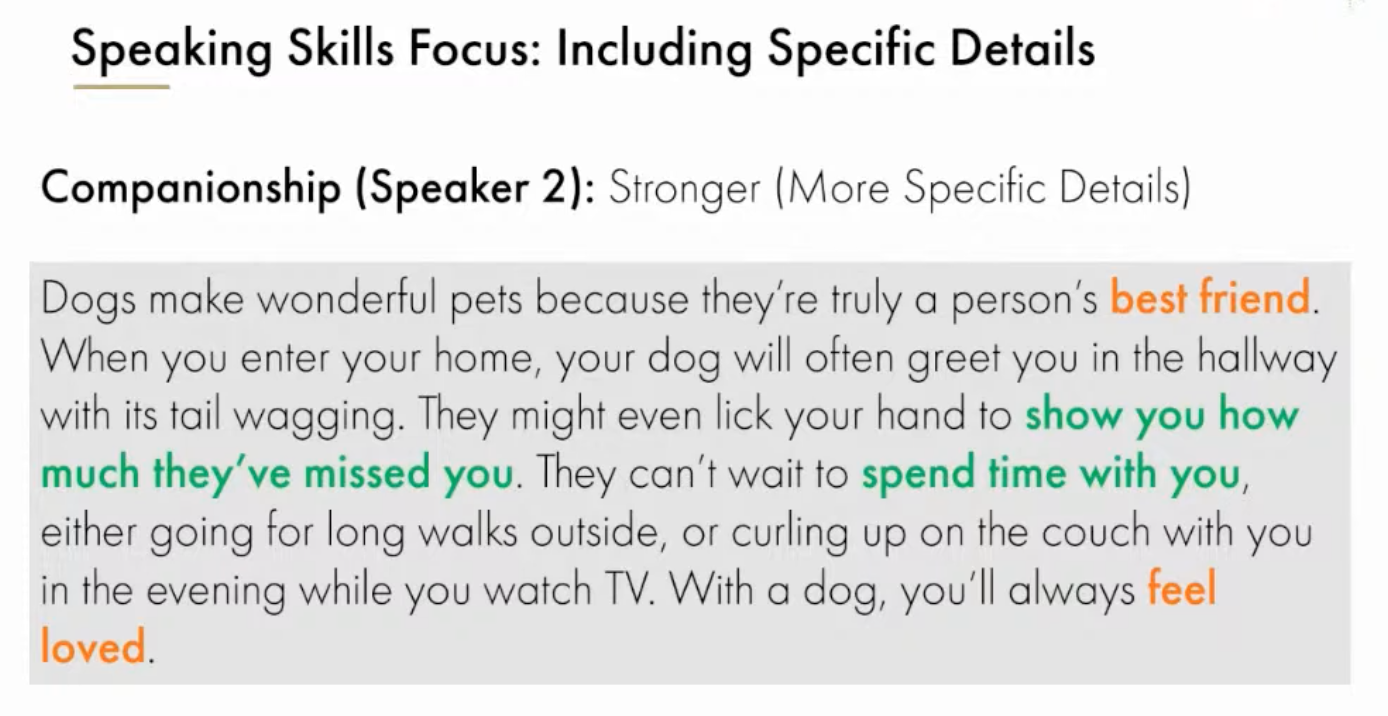 Speaking Skills Focus: Including Specific Details
Companionship (Speaker 2): Stronger (More Specific Details)
Dogs make wonderful pets because they're truly a person's best friend.
When you enter your home, your dog will often greet you in the hallway
with its tail wagging. They might even lick your hand to show you how
much they've missed you. They can't wait to spend time with you,
either going for long walks outside, or curling up on the couch with you
in the evening while you watch TV. With a dog, you'll always feel
loved.